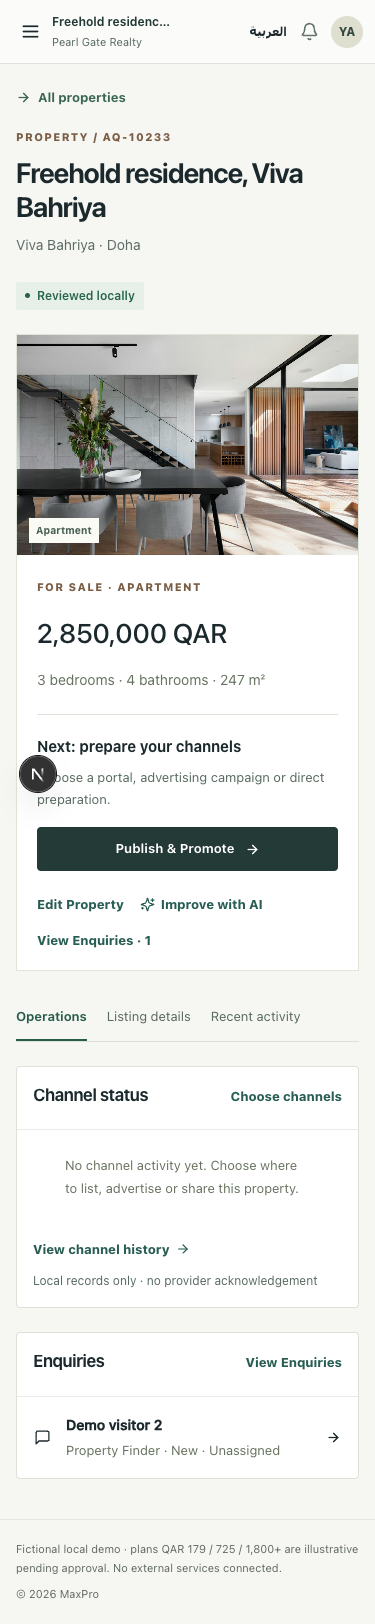 Freehold residenc...
Pearl Gate Realty
العربية
YA
All properties
PROPERTY / AQ-10233
Freehold residence, Viva
Bahriya
Viva Bahriya · Doha
Reviewed locally
Apartment
FOR SALE · APARTMENT
2,850,000 QAR
3 bedrooms · 4 bathrooms · 247 m²
Next: prepare your channels
N
a portal, advertising campaign or direct
preparation.
Publish & Promote
Edit Property
Improve with AI
View Enquiries · 1
Operations
Listing details
Recent activity
Channel status
Choose channels
No channel activity yet. Choose where
to list, advertise or share this property.
View channel history
Local records only · no provider acknowledgement
Enquiries
View Enquiries
Demo visitor 2
Property Finder · New · Unassigned
Fictional local demo · plans QAR 179 / 725 / 1,800+ are illustrative
pending approval. No external services connected.
© 2026 MaxPro